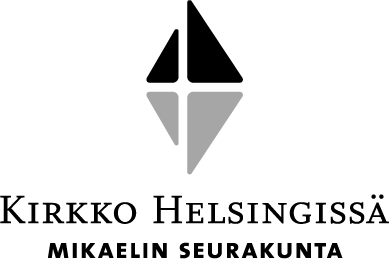 Kirkko Helsingissä
MIKAELIN SEURAKUNTA